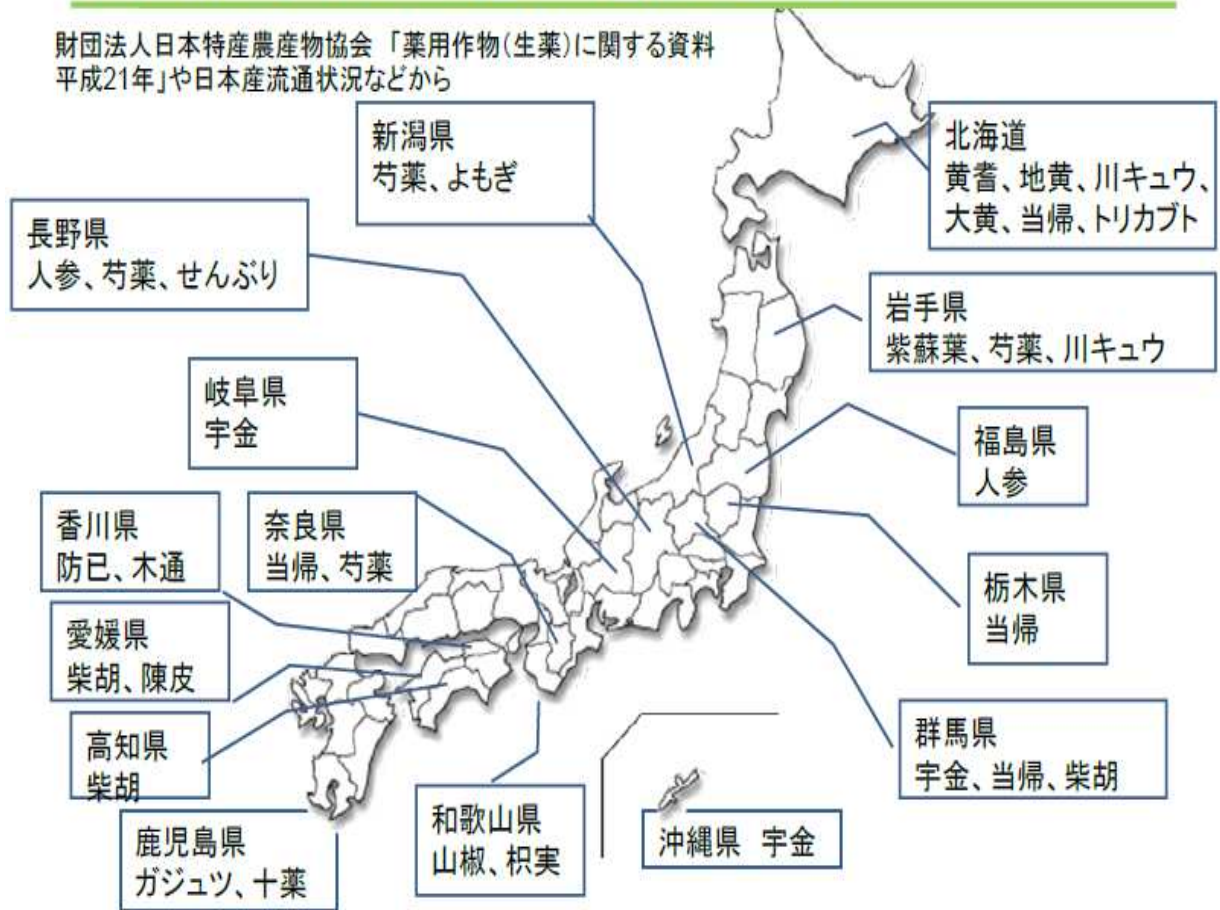 財団法人日本特産農産物協会 「薬用作物(生薬)に関する資料
平成21年」や日本産流通状況などから
新潟県
芍薬、よもぎ
北海道
黄耆、地黄、川キュウ、
大黄、当帰、トリカブト
長野県
人参、芍薬、せんぶり
岩手県
紫蘇葉、芍薬、川キュウ
岐阜県
宇金
福島県
人参
香川県
防已、木通
奈良県
当帰、芍薬
栃木県
当帰
愛媛県
柴胡、陳皮
高知県
柴胡
群馬県
宇金、当帰、柴胡
和歌山県
山椒、枳実
沖縄県 宇金
鹿児島県
ガジュツ、十薬